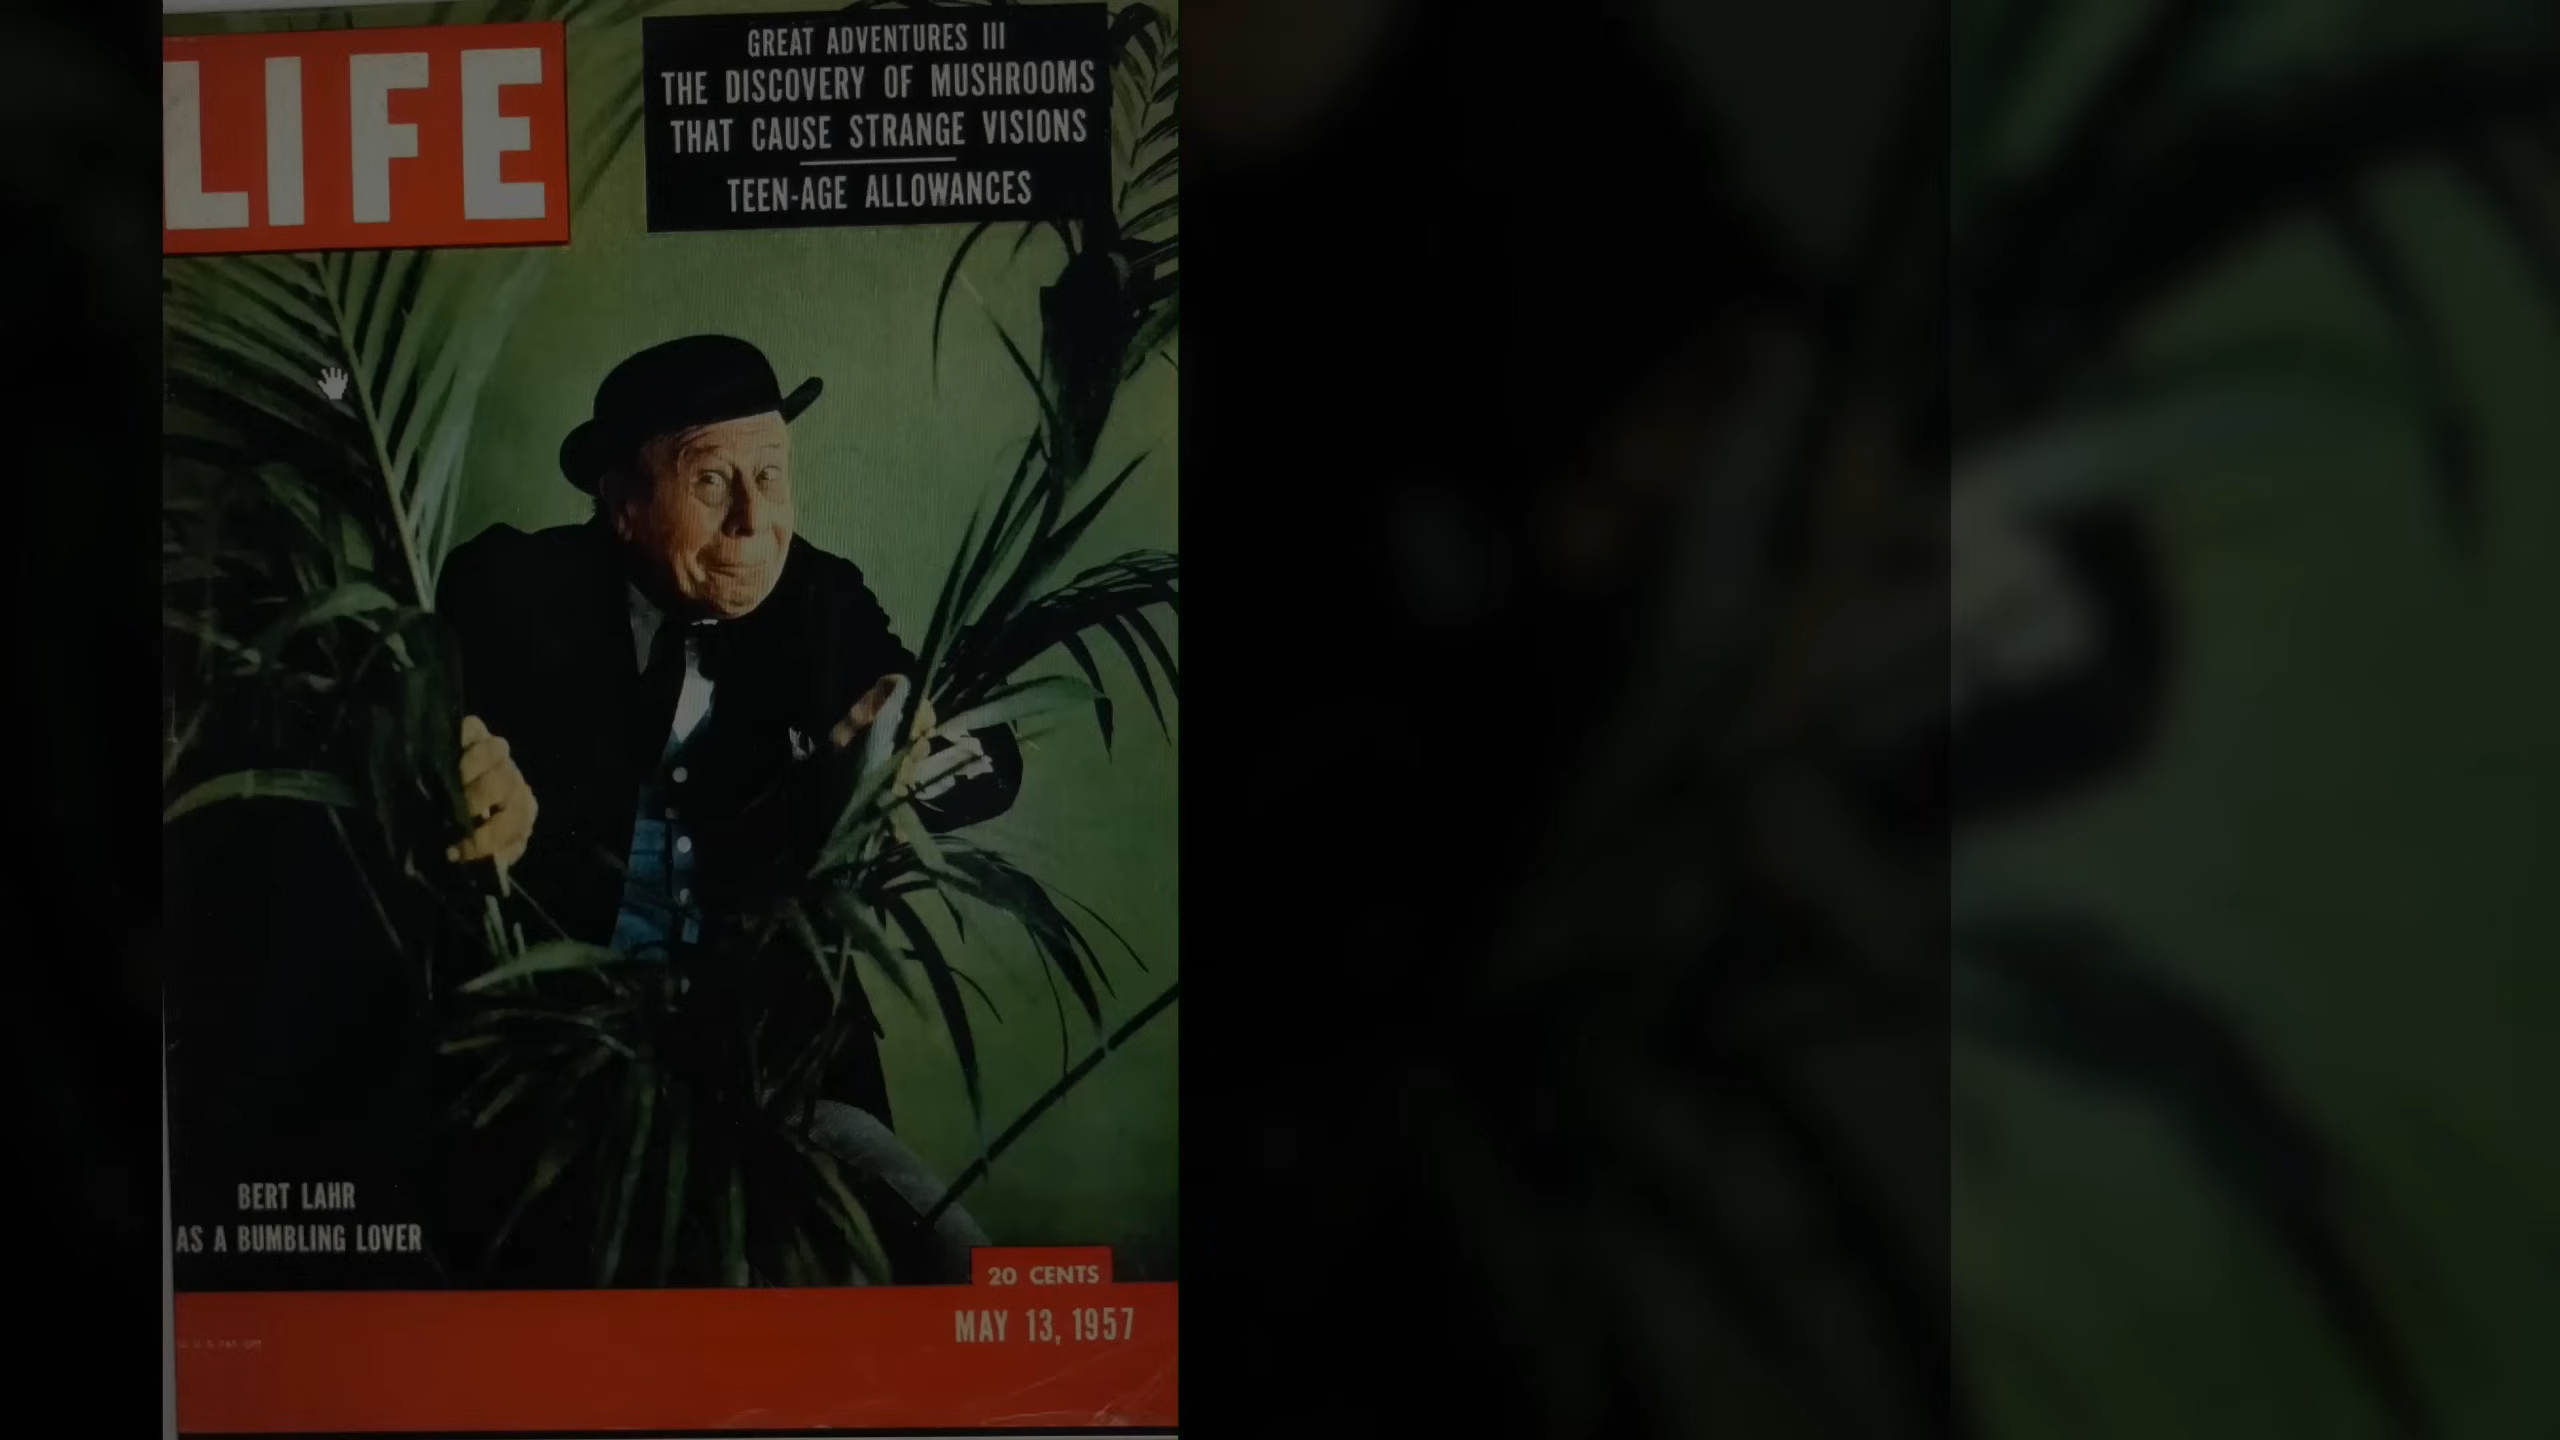 LIFE
GREAT ADVENTURES III
THE DISCOVERY OF MUSHROOMS
THAT CAUSE STRANGE VISIONS
TEEN-AGE ALLOWANCES
BERT LAHR
AS A BUMBLING LOVER
20 CENTS
MAY 13, 1957